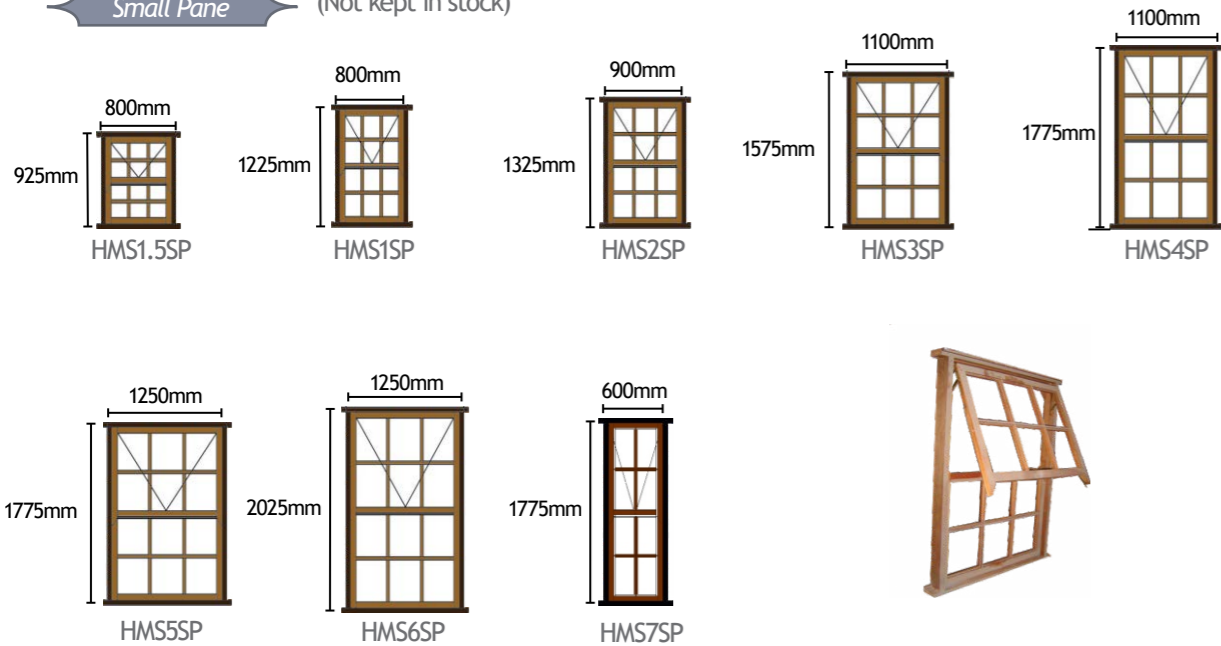 Small Pane
(Not kept in stock)
800mm
925mm
HMS1.5SP
800mm
1225mm
HMS1SP
900mm
1325mm
HMS2SP
1100mm
1575mm
HMS3SP
1100mm
1775mm
HMS4SP
1250mm
1775mm
HMS5SP
1250mm
2025mm
HMS6SP
600mm
1775mm
HMS7SP